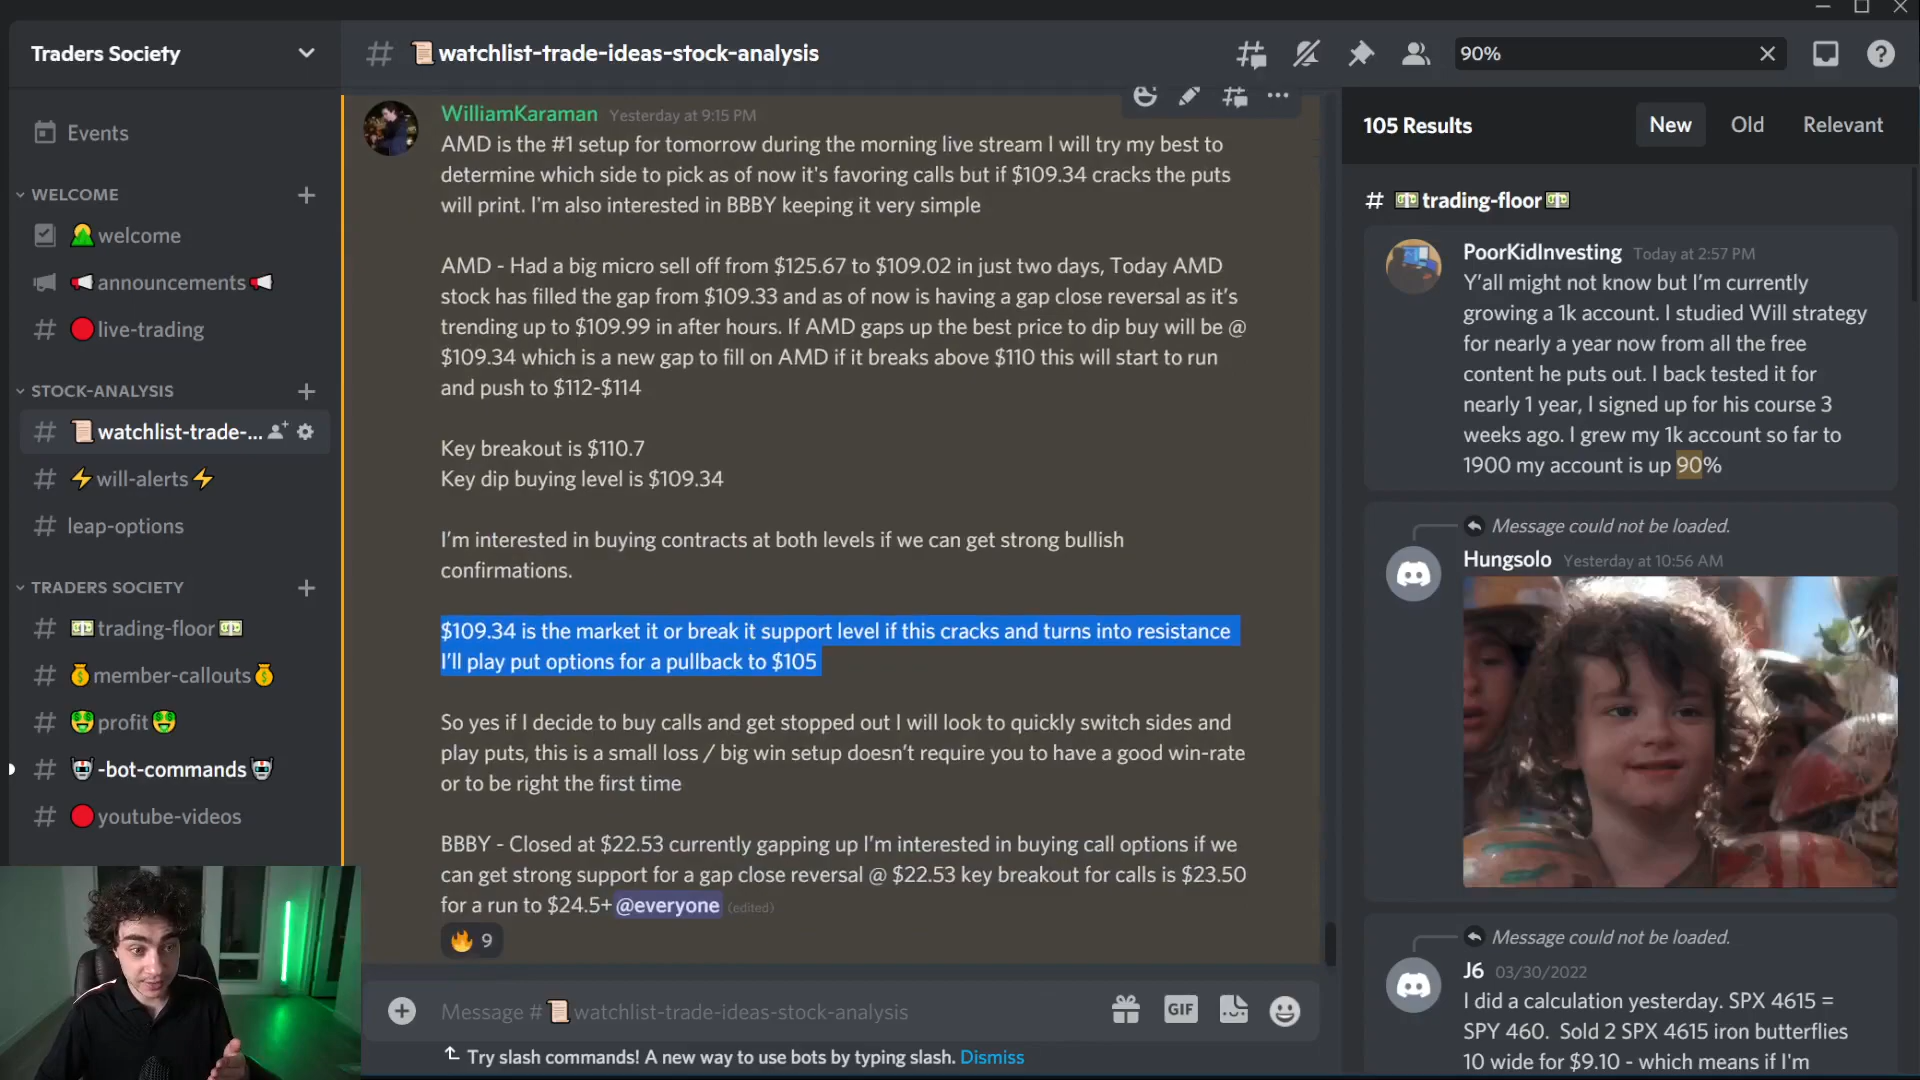 Traders Society
Events
WELCOME
welcome
announcements
live-trading
STOCK-ANALYSIS
watchlist-trade-...
will-alerts
leap-options
TRADERS SOCIETY
trading-floor
member-callouts
profit
-bot-commands
youtube-videos
watchlist-trade-ideas-stock-analysis
90%
WilliamKaraman Yesterday at 9:15 PM
AMD is the #1 setup for tomorrow during the morning live stream I will try my best to
determine which side to pick as of now it's favoring calls but if $109.34 cracks the puts
will print. I'm also interested in BBBY keeping it very simple
AMD - Had a big micro sell off from $125.67 to $109.02 in just two days, Today AMD
stock has filled the gap from $109.33 and as of now is having a gap close reversal as it's
trending up to $109.99 in after hours. If AMD gaps up the best price to dip buy will be @
$109.34 which is a new gap to fill on AMD if it breaks above $110 this will start to run
and push to $112-$114
Key breakout is $110.7
Key dip buying level is $109.34
I'm interested in buying contracts at both levels if we can get strong bullish
confirmations.
$109.34 is the market it or break it support level if this cracks and turns into resistance
I'll play put options for a pullback to $105
So yes if I decide to buy calls and get stopped out I will look to quickly switch sides and
play puts, this is a small loss / big win setup doesn't require you to have a good win-rate
or to be right the first time
BBBY - Closed at $22.53 currently gapping up I'm interested in buying call options if we
can get strong support for a gap close reversal @ $22.53 key breakout for calls is $23.50
for a run to $24.5+ @everyone (edited)
9
Message # watchlist-trade-ideas-stock-analysis
GIF
Try slash commands! A new way to use bots by typing slash. Dismiss
105 Results
New Old Relevant
# trading-floor
PoorKidInvesting Today at 2:57 PM
Y'all might not know but I'm currently
growing a 1k account. I studied Will strategy
for nearly a year now from all the free
content he puts out. I back tested it for
nearly 1 year, I signed up for his course 3
weeks ago. I grew my 1k account so far to
1900 my account is up 90%
Message could not be loaded.
Hungsolo Yesterday at 10:56 AM
Message could not be loaded.
J6 03/30/2022
I did a calculation yesterday. SPX 4615 =
SPY 460. Sold 2 SPX 4615 iron butterflies
10 wide for $9.10 - which means if I'm